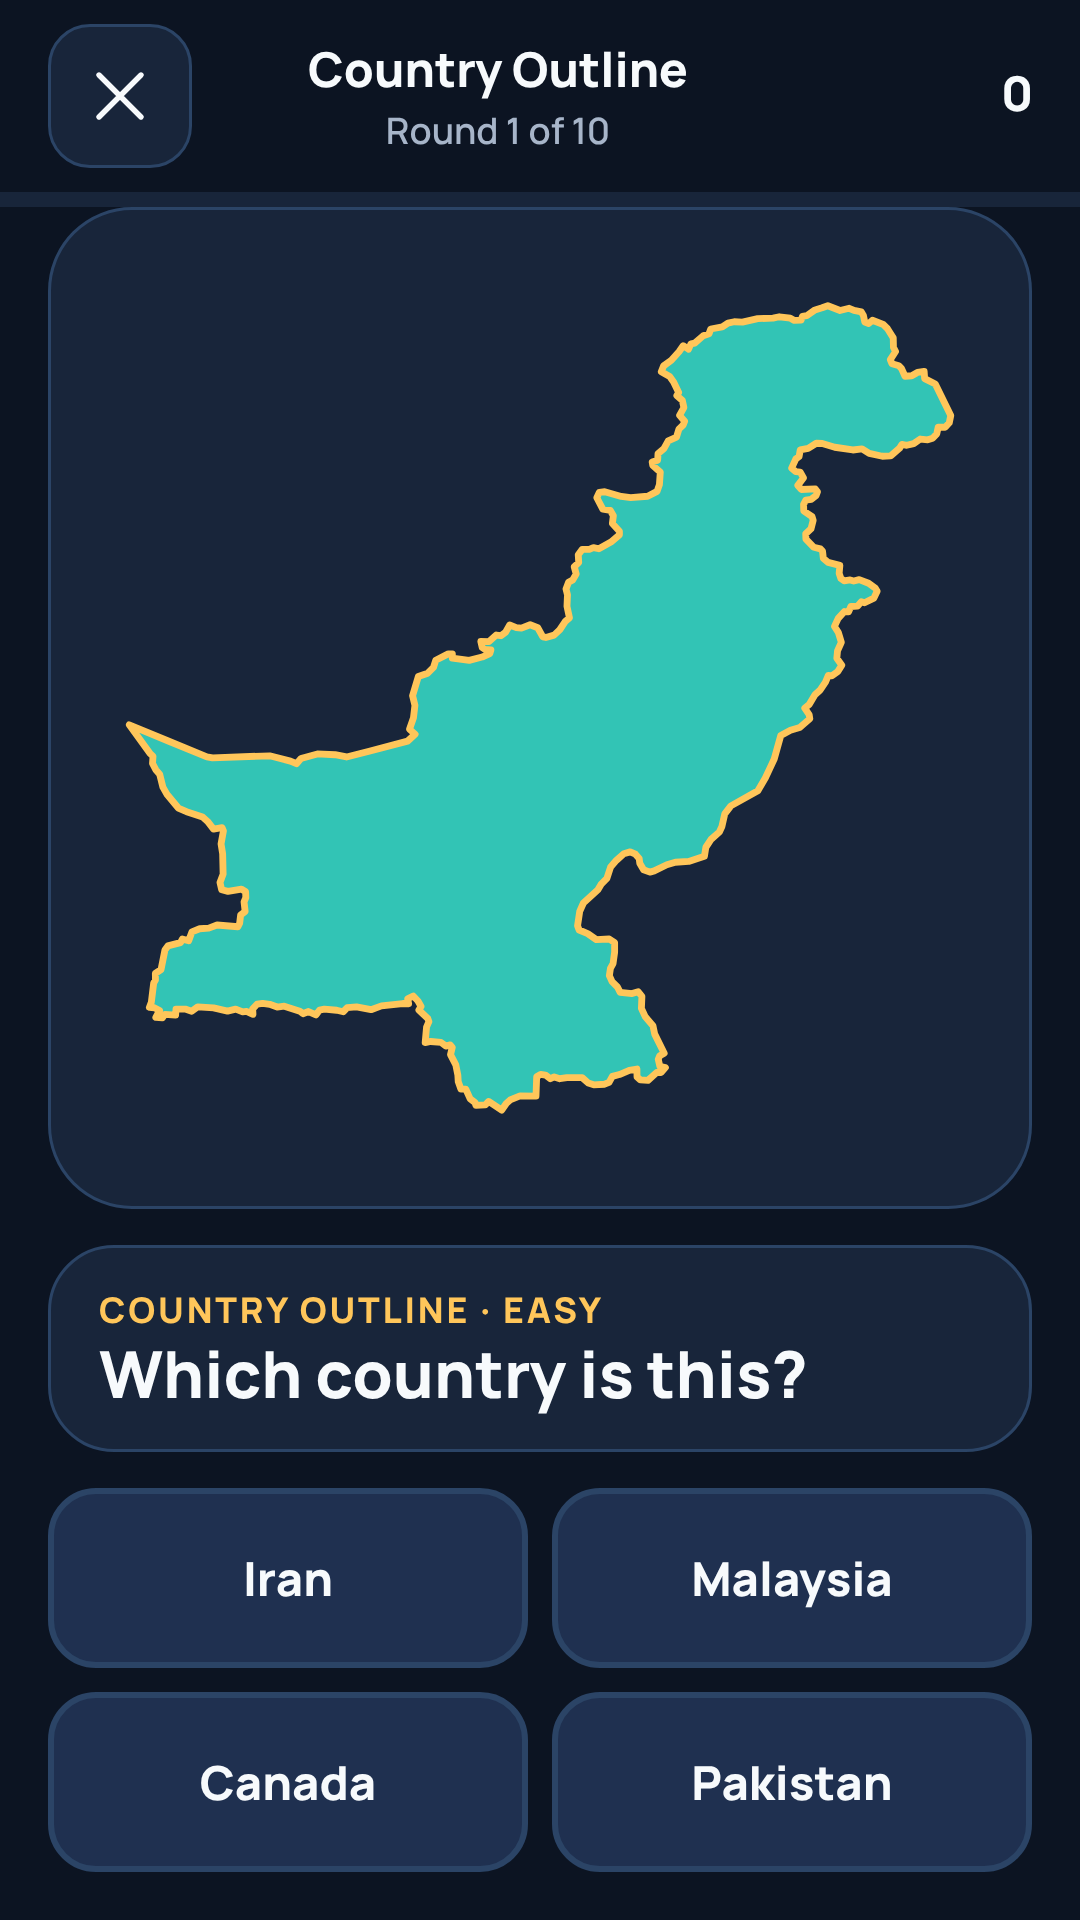 Country Outline
Round 1 of 10
0
COUNTRY OUTLINE · EASY
Which country is this?
Iran
Malaysia
Canada
Pakistan